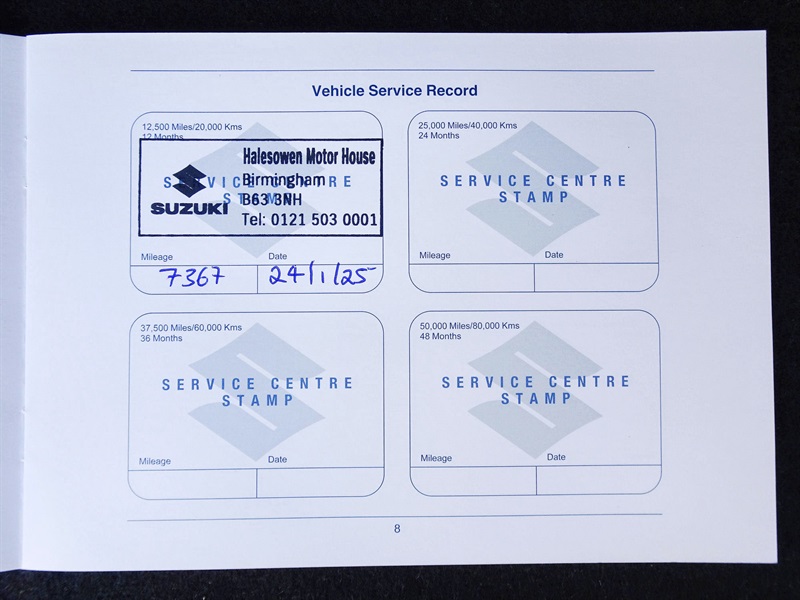 Vehicle Service Record
12,500 Miles/20,000 Kms
12 Months
SERVICE CENTRE
STAMP
Halesowen Motor House
Birmingham
B63 3NH
Tel: 0121 503 0001
SUZUKI
Mileage
Date
7367
24/1/25
25,000 Miles/40,000 Kms
24 Months
SERVICE CENTRE
STAMP
Mileage
Date
37,500 Miles/60,000 Kms
36 Months
SERVICE CENTRE
STAMP
Mileage
Date
50,000 Miles/80,000 Kms
48 Months
SERVICE CENTRE
STAMP
Mileage
Date
8